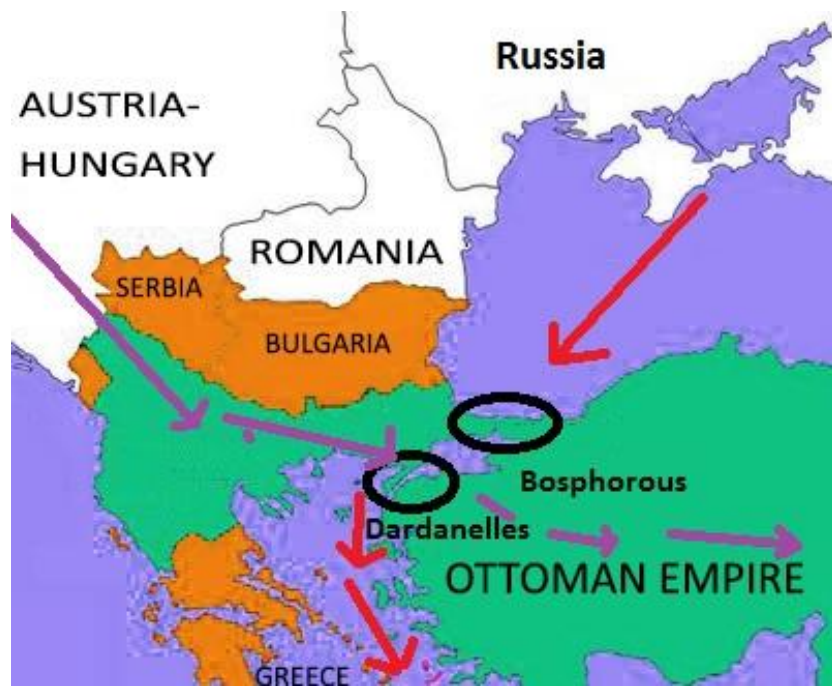 Russia
AUSTRIA-
HUNGARY
ROMANIA
SERBIA
BULGARIA
Bosphorous
Dardanelles
OTTOMAN EMPIRE
GREECE